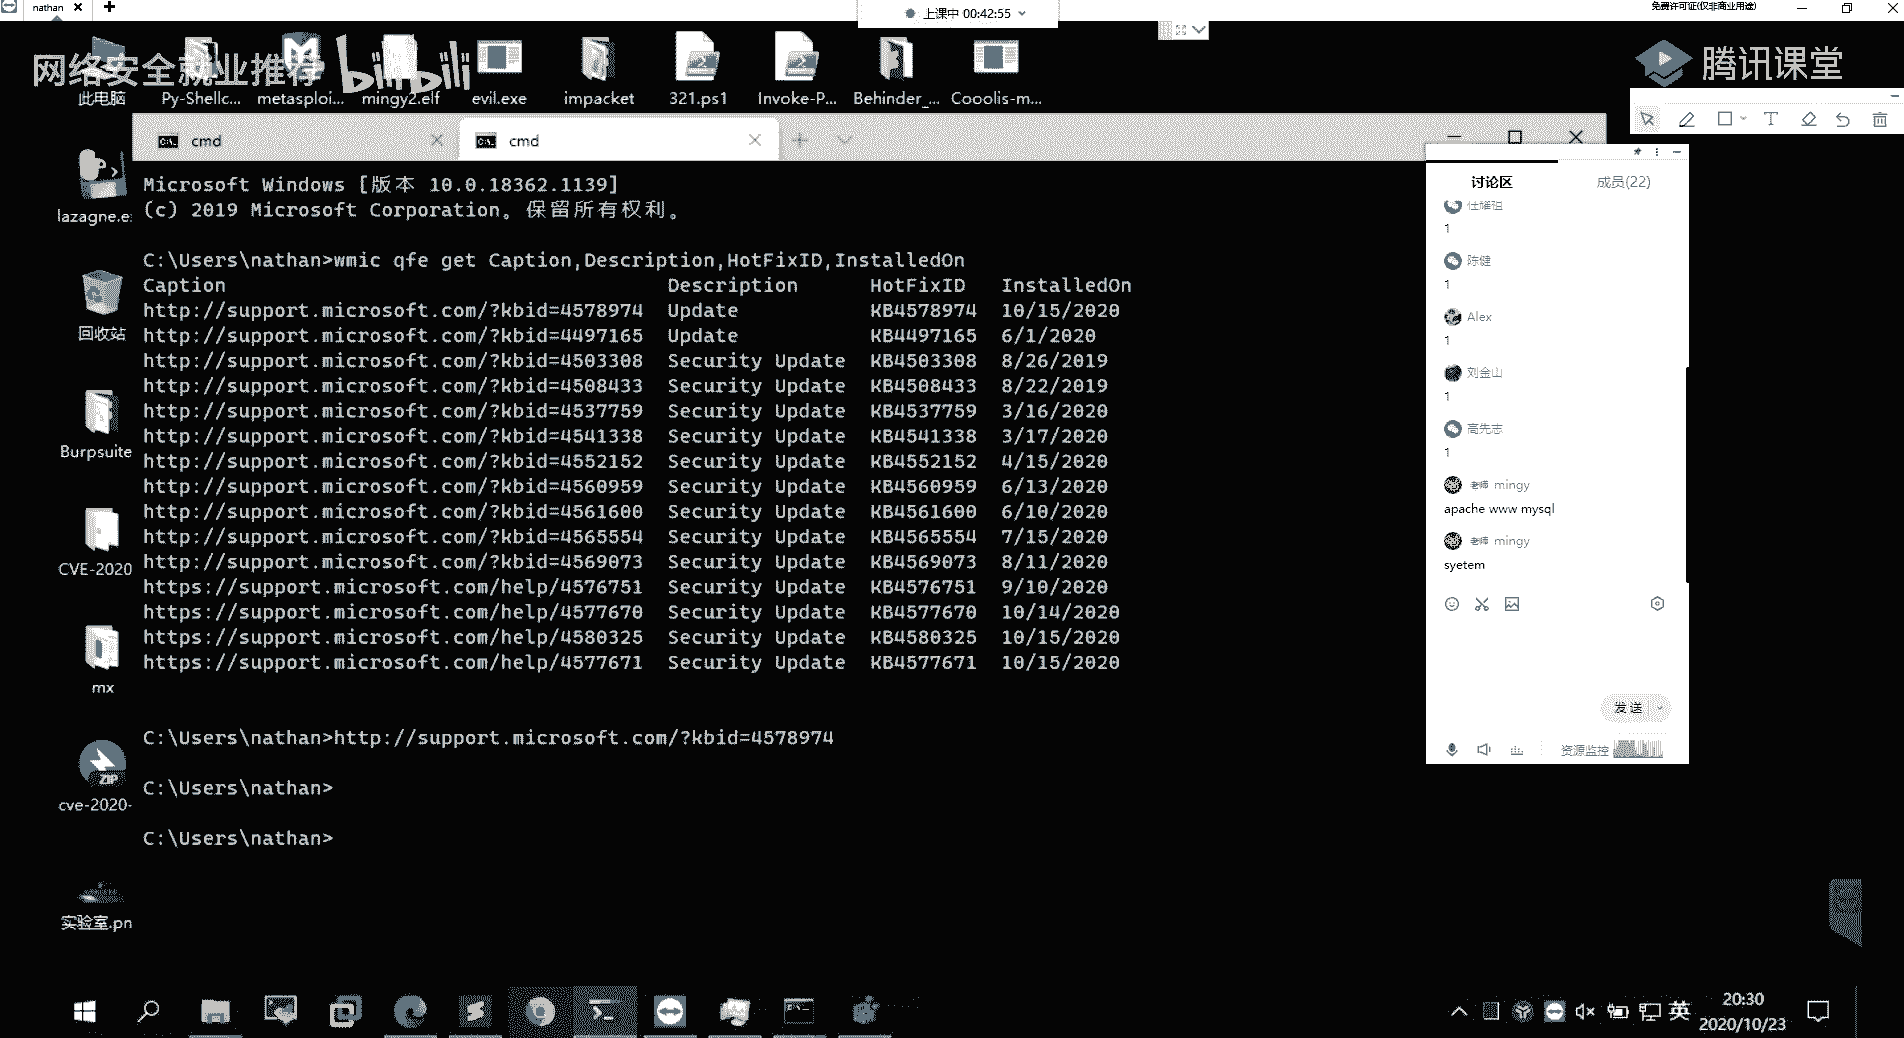 nathan
上课中 00:42:55
免费许可证(仅非商业用途)
网络安全就业推荐
bilibili
腾讯课堂
此电脑
Py-Shellc...
metasploi...
mingy2.elf
evil.exe
impacket
321.ps1
Invoke-P...
Behinder_...
Cooolis-m...
lazagne.e:
回收站
Burpsuite
CVE-2020
mx
ZIP
cve-2020-
实验室.pn
cmd
cmd
Microsoft Windows [版本 10.0.18362.1139]
(c) 2019 Microsoft Corporation。保留所有权利。
C:\Users\nathan>wmic qfe get Caption,Description,HotFixID,InstalledOn
Caption Description HotFixID InstalledOn
http://support.microsoft.com/?kbid=4578974 Update KB4578974 10/15/2020
http://support.microsoft.com/?kbid=4497165 Update KB4497165 6/1/2020
http://support.microsoft.com/?kbid=4503308 Security Update KB4503308 8/26/2019
http://support.microsoft.com/?kbid=4508433 Security Update KB4508433 8/22/2019
http://support.microsoft.com/?kbid=4537759 Security Update KB4537759 3/16/2020
http://support.microsoft.com/?kbid=4541338 Security Update KB4541338 3/17/2020
http://support.microsoft.com/?kbid=4552152 Security Update KB4552152 4/15/2020
http://support.microsoft.com/?kbid=4560959 Security Update KB4560959 6/13/2020
http://support.microsoft.com/?kbid=4561600 Security Update KB4561600 6/10/2020
http://support.microsoft.com/?kbid=4565554 Security Update KB4565554 7/15/2020
http://support.microsoft.com/?kbid=4569073 Security Update KB4569073 8/11/2020
https://support.microsoft.com/help/4576751 Security Update KB4576751 9/10/2020
https://support.microsoft.com/help/4577670 Security Update KB4577670 10/14/2020
https://support.microsoft.com/help/4580325 Security Update KB4580325 10/15/2020
https://support.microsoft.com/help/4577671 Security Update KB4577671 10/15/2020
C:\Users\nathan>http://support.microsoft.com/?kbid=4578974
C:\Users\nathan>
C:\Users\nathan>
讨论区 成员(22)
1
陈健
1
Alex
1
刘金山
1
高先志
1
老师 mingy
apache www mysql
老师 mingy
syetem
发送
资源监控
英
20:30
2020/10/23